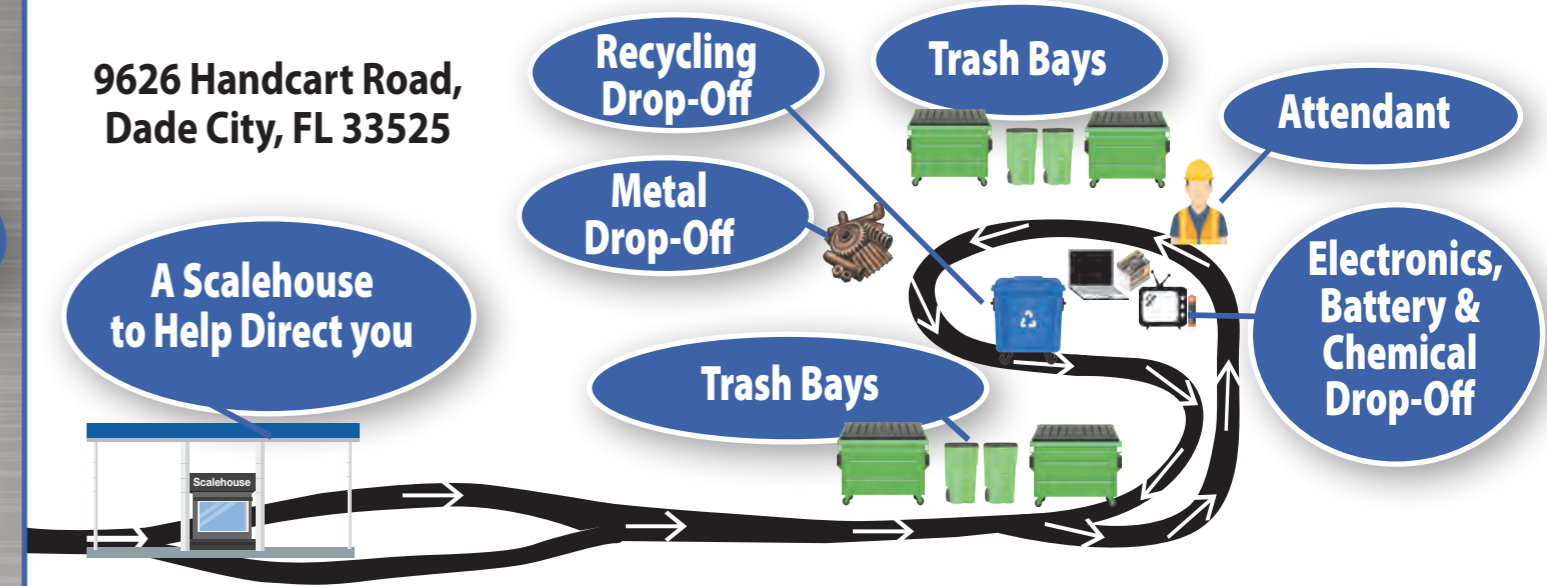 9626 Handcart Road,
Dade City, FL 33525
Recycling
Drop-Off
Trash Bays
Attendant
Metal
Drop-Off
A Scalehouse
to Help Direct you
Electronics,
Battery &
Chemical
Drop-Off
Trash Bays
Scalehouse